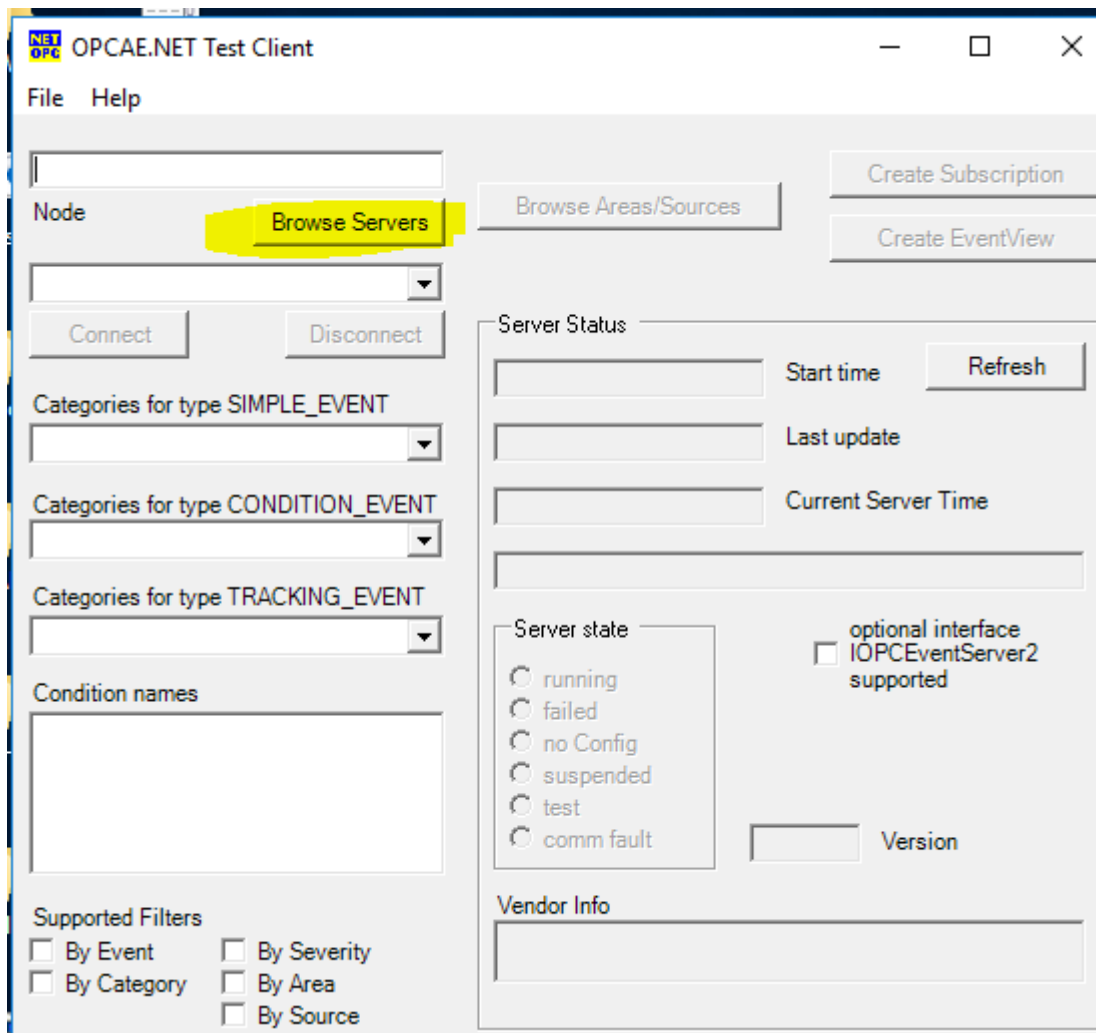 NET
OPC
OPCAE.NET Test Client
File Help
Node
Browse Servers
Browse Areas/Sources
Create Subscription
Create EventView
Connect
Disconnect
Categories for type SIMPLE_EVENT
Categories for type CONDITION_EVENT
Categories for type TRACKING_EVENT
Condition names
Supported Filters
By Event
By Severity
By Category
By Area
By Source
Server Status
Start time
Refresh
Last update
Current Server Time
Server state
running
failed
no Config
suspended
test
comm fault
optional interface
IOPCEventServer2
supported
Version
Vendor Info